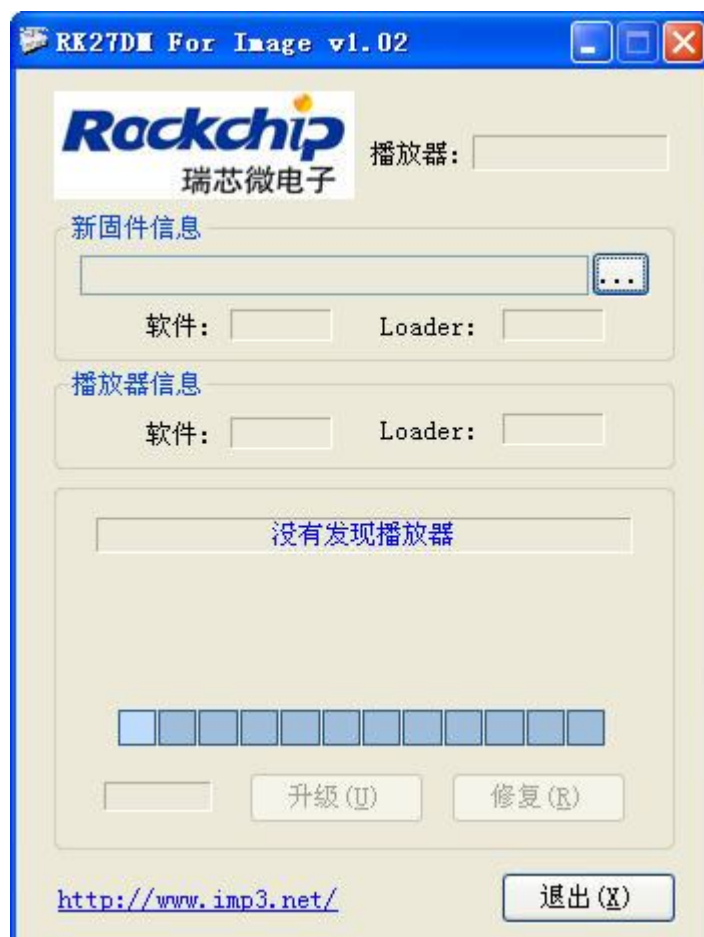 RK27DM For Image v1.02
Rockchip
瑞芯微电子
播放器:
新固件信息
...
软件: Loader:
播放器信息
软件: Loader:
没有发现播放器
升级(U) 修复(R)
http://www.imp3.net/ 退出(X)